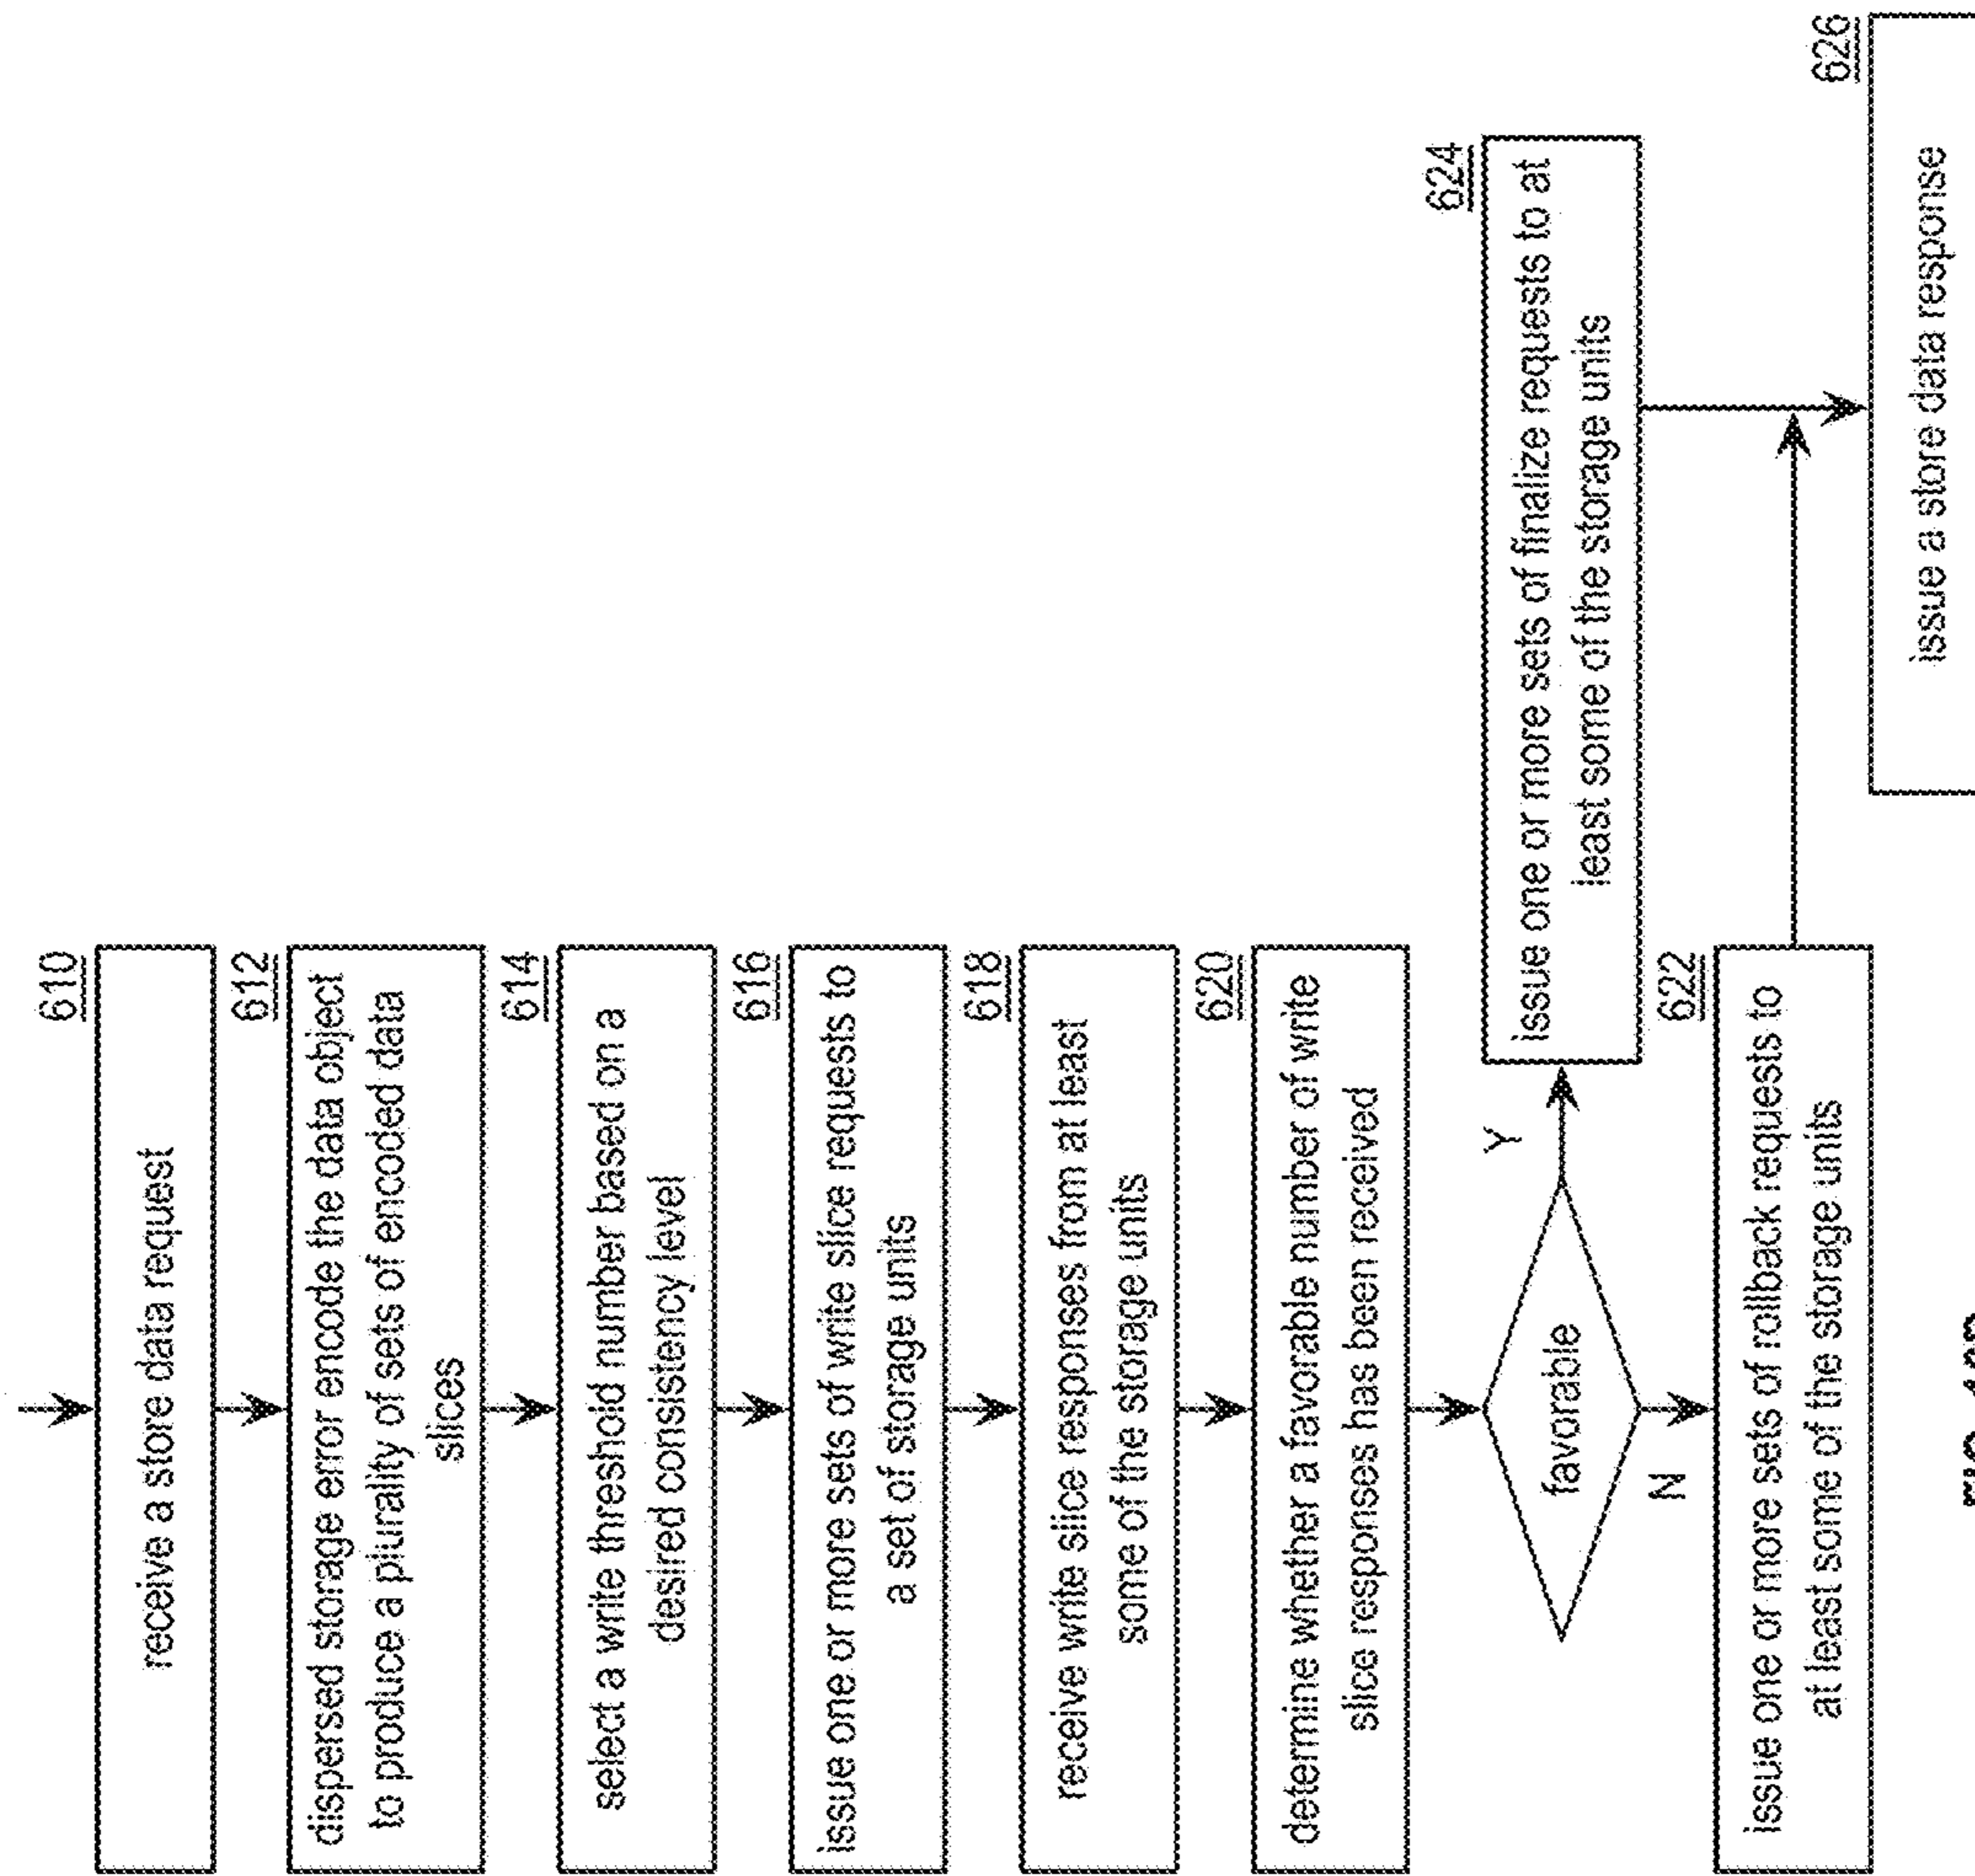 610
receive a store data request
612
dispersed storage error encode the data object
to produce a plurality of sets of encoded data
slices
614
select a write threshold number based on a
desired consistency level
616
issue one or more sets of write slice requests to
a set of storage units
618
receive write slice responses from at least
some of the storage units
620
determine whether a favorable number of write
slice responses has been received
favorable
Y
N
624
issue one or more sets of finalize requests to at
least some of the storage units
622
issue one or more sets of rollback requests to
at least some of the storage units
626
issue a store data response